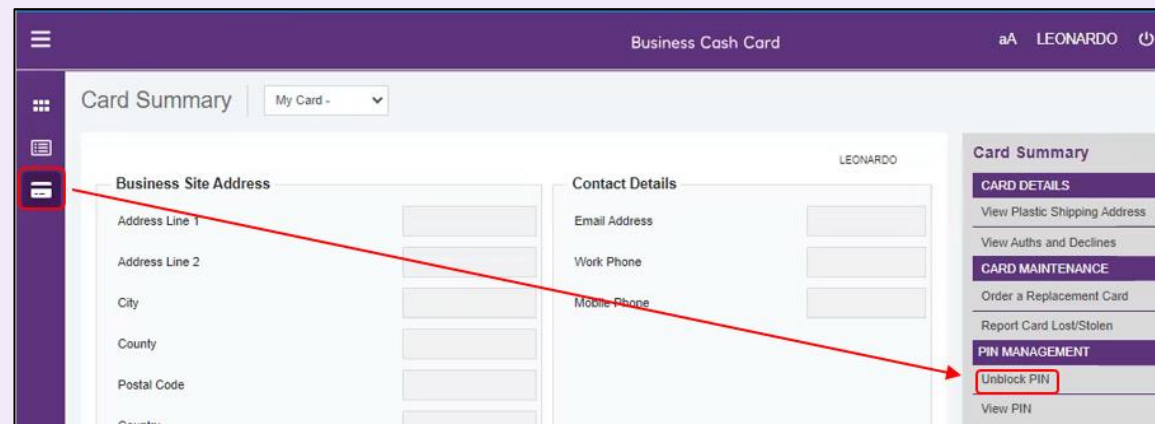 Business Cash Card
aA LEONARDO
Card Summary
My Card -
LEONARDO
Business Site Address
Address Line 1
Address Line 2
City
County
Postal Code
Country
Contact Details
Email Address
Work Phone
Mobile Phone
Card Summary
CARD DETAILS
View Plastic Shipping Address
View Auths and Declines
CARD MAINTENANCE
Order a Replacement Card
Report Card Lost/Stolen
PIN MANAGEMENT
Unblock PIN
View PIN